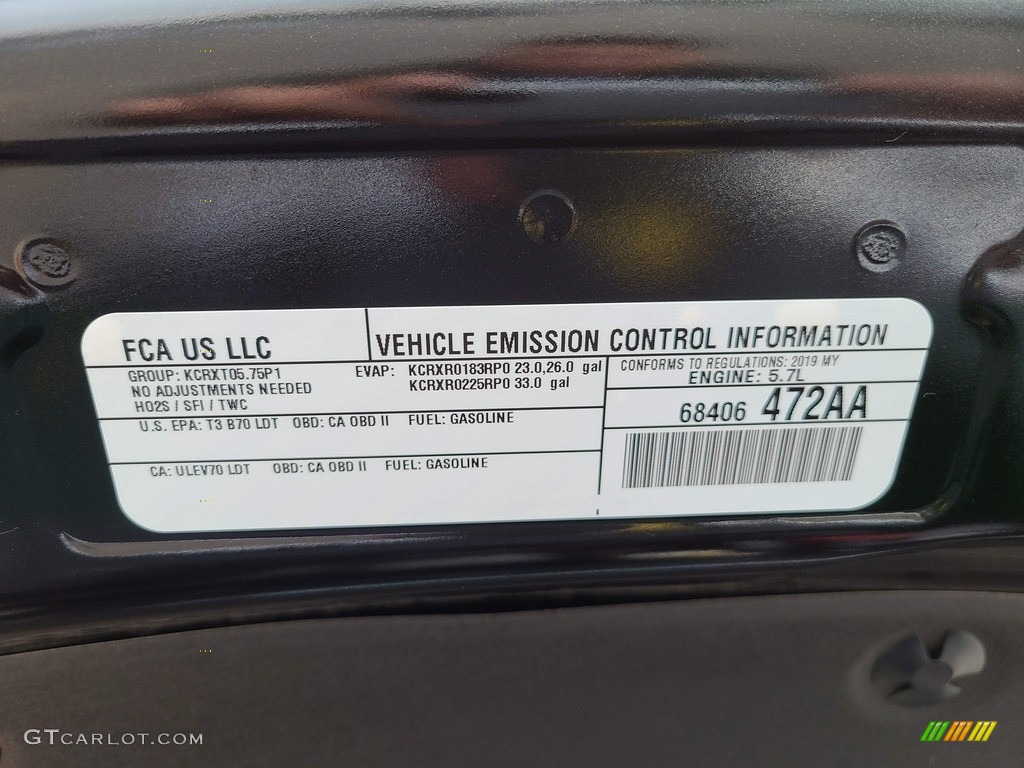 FCA US LLC
VEHICLE EMISSION CONTROL INFORMATION
GROUP: KCRXT05.75P1
NO ADJUSTMENTS NEEDED
HO2S / SFI / TWC
EVAP: KCRXR0183RP0 23.0,26.0 gal
KCRXR0225RP0 33.0 gal
CONFORMS TO REGULATIONS: 2019 MY
ENGINE: 5.7L
68406 472AA
U.S. EPA: T3 B70 LDT OBD: CA OBD II FUEL: GASOLINE
CA: ULEV70 LDT OBD: CA OBD II FUEL: GASOLINE
GTCARLOT.COM